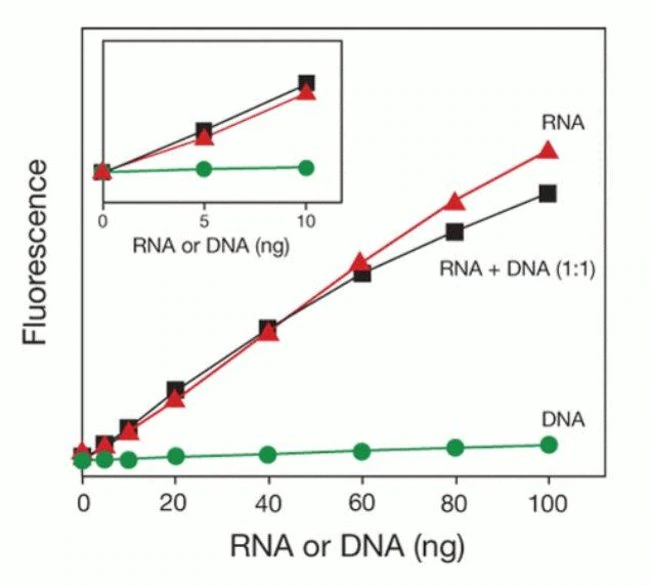 0 5 10
RNA or DNA (ng)
Fluorescence
RNA
RNA + DNA (1:1)
DNA
0 20 40 60 80 100
RNA or DNA (ng)